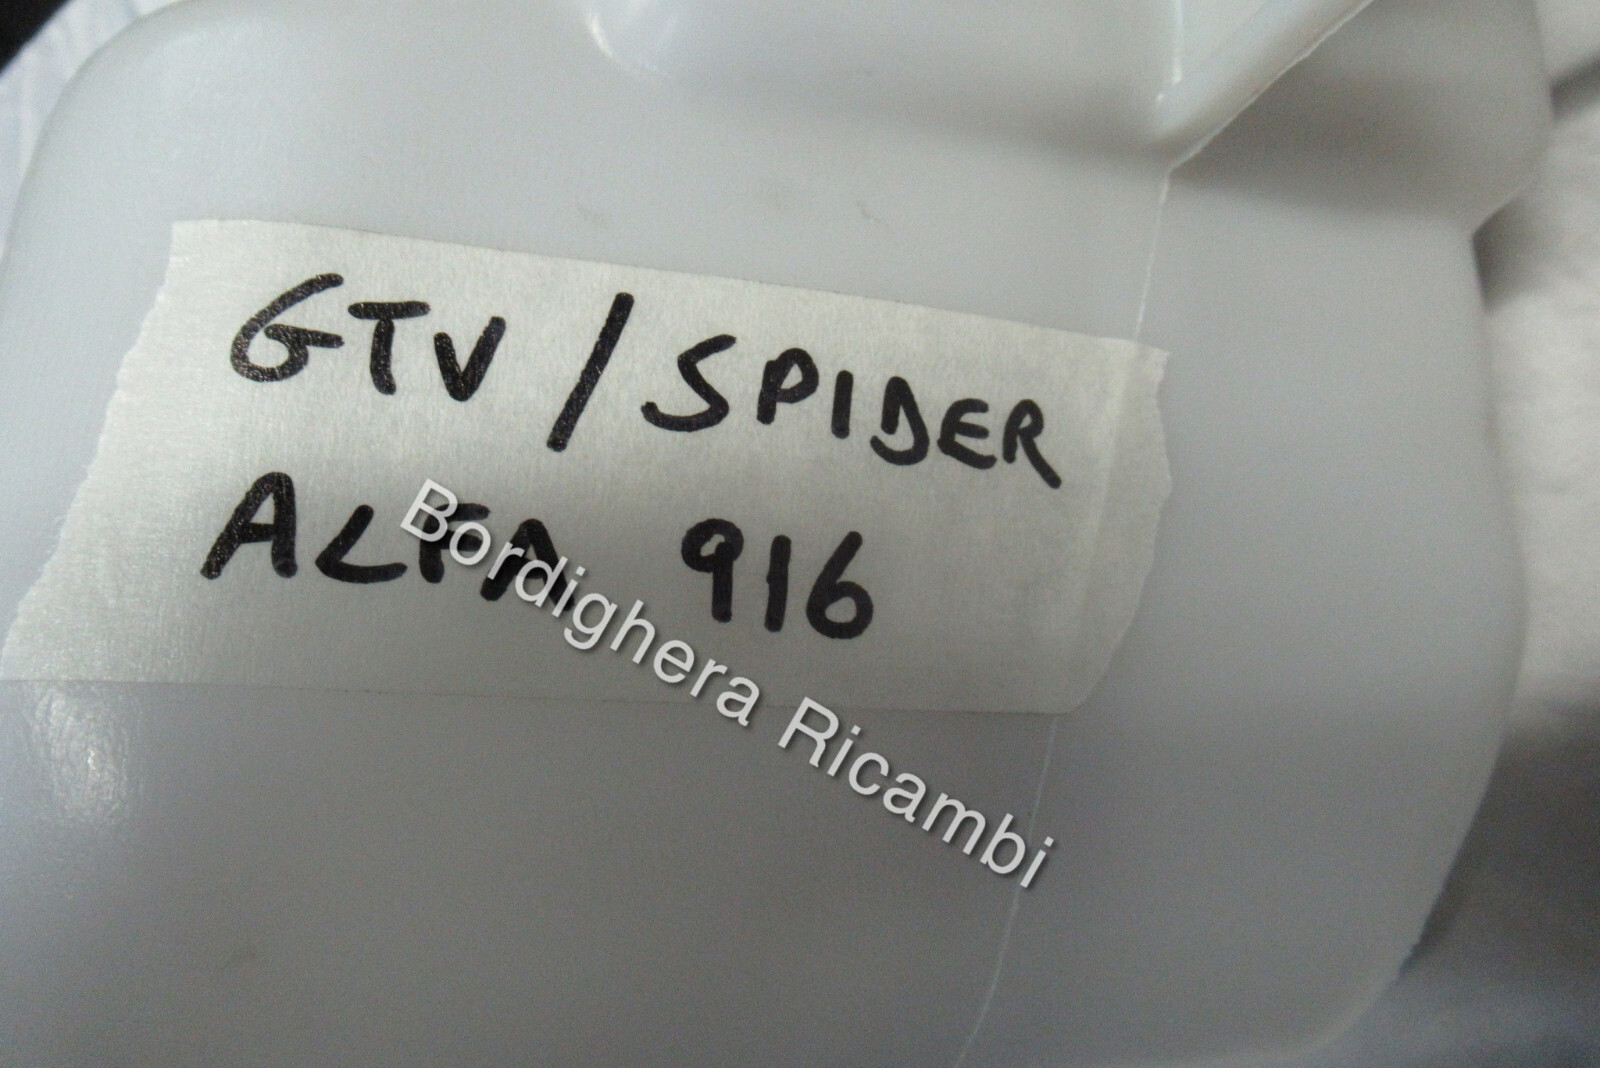 GTV / SPIDER
ALFA 916
Bordighera Ricambi